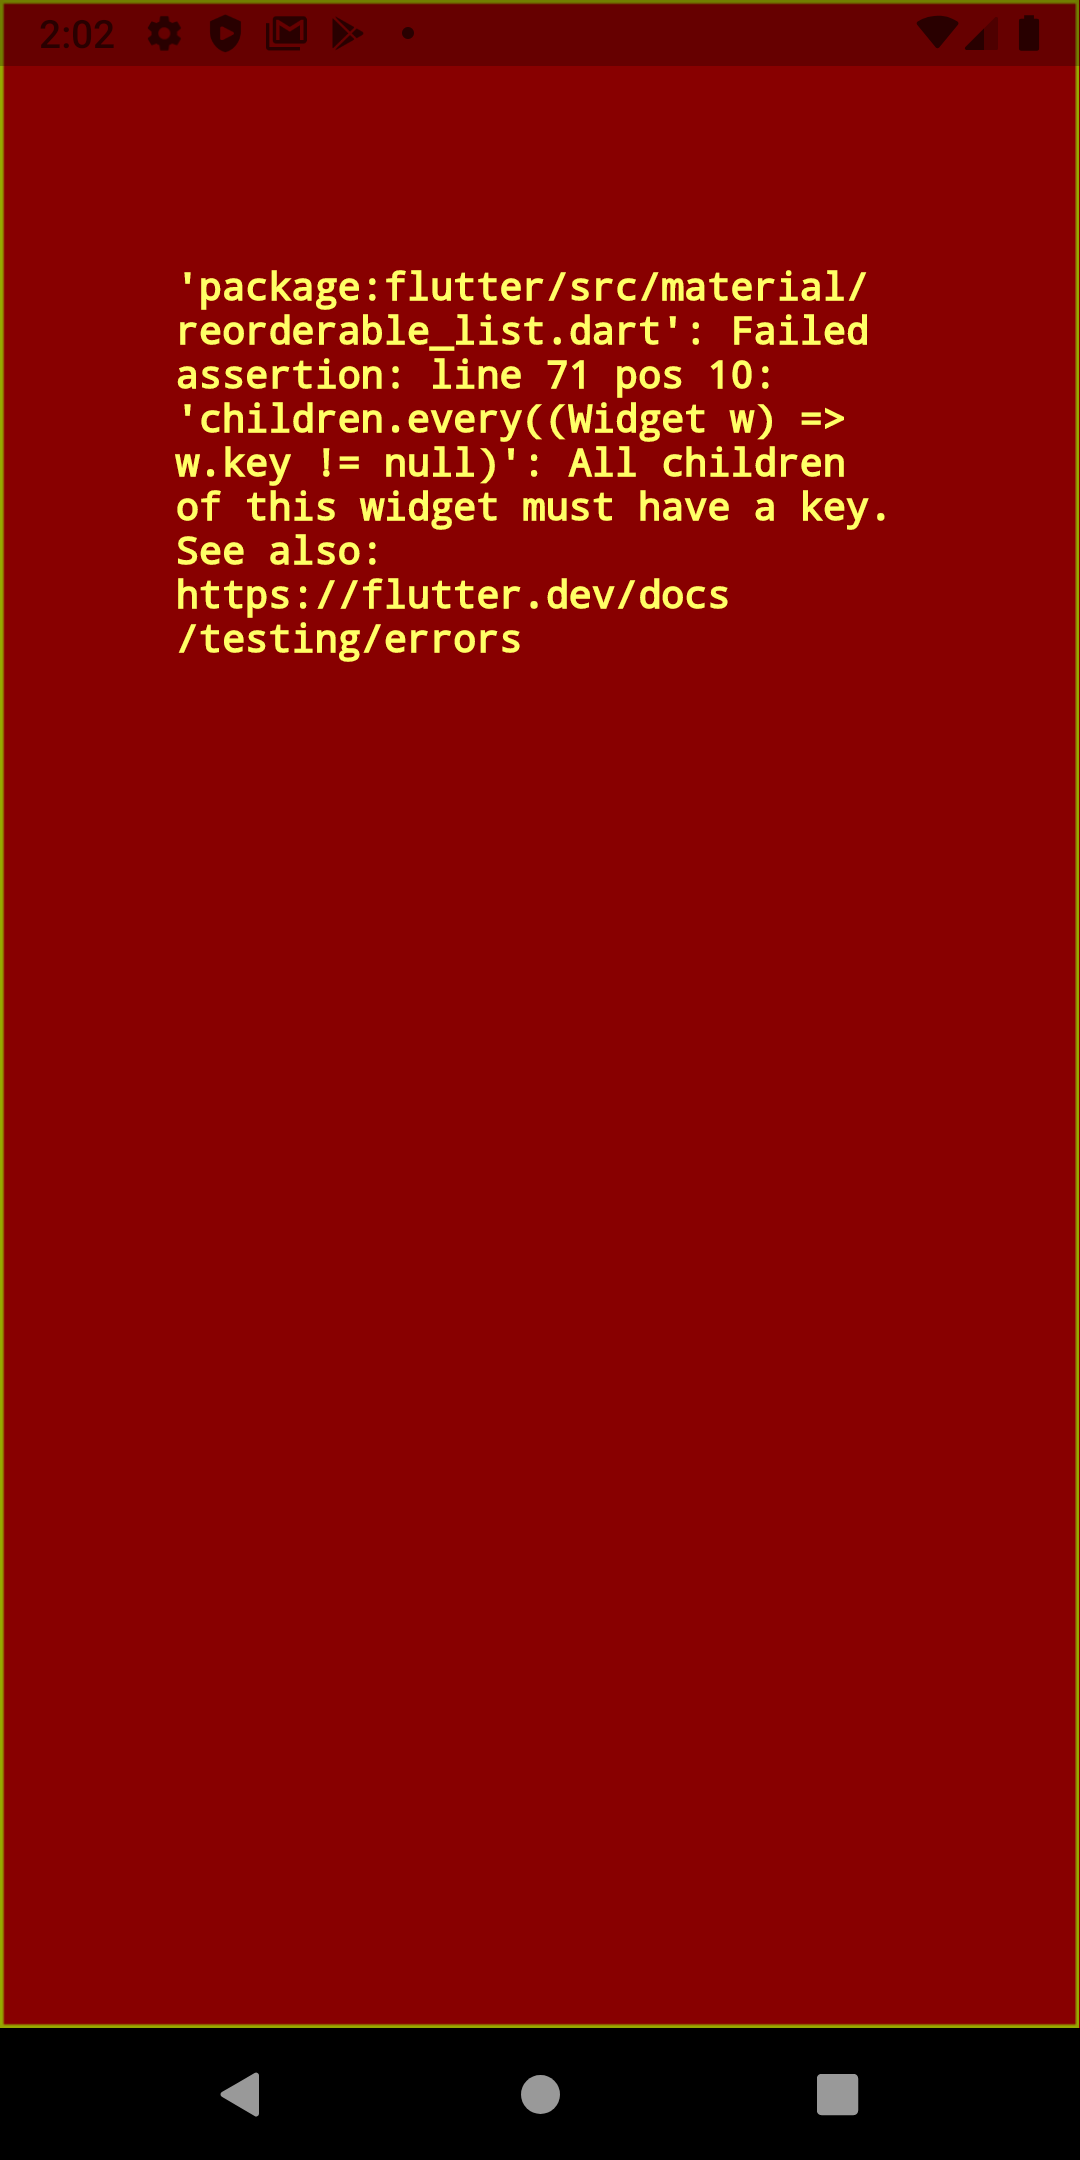 2:02
'package:flutter/src/material/
reorderable_list.dart': Failed
assertion: line 71 pos 10:
'children.every((Widget w) =>
w.key != null)': All children
of this widget must have a key.
See also:
https://flutter.dev/docs
/testing/errors